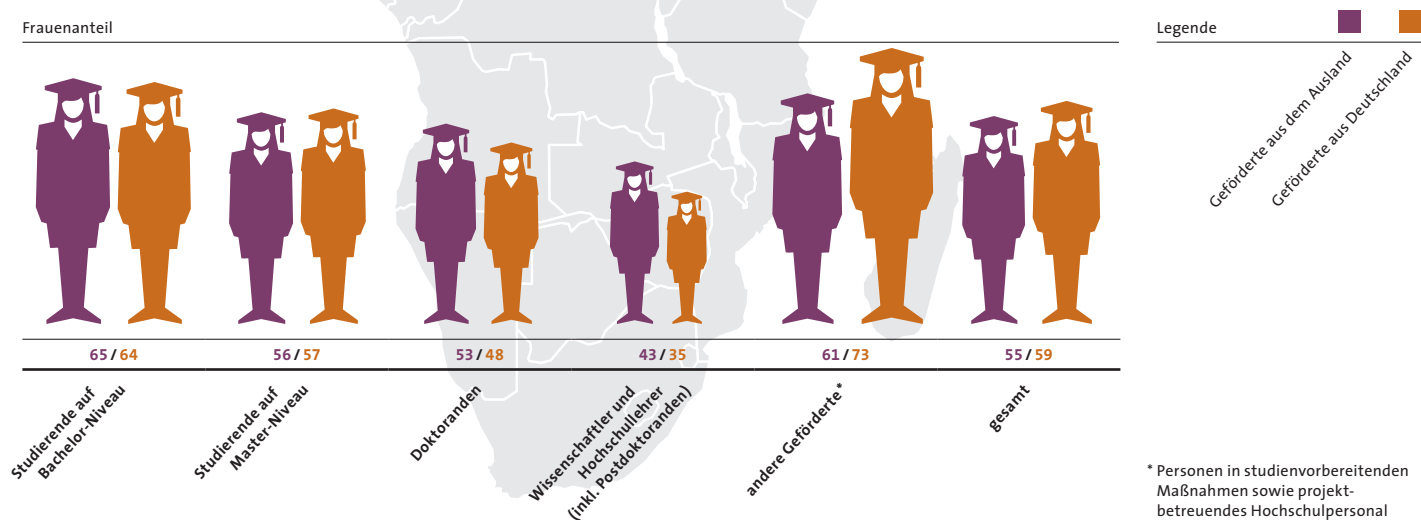 Frauenanteil
Legende
Geförderte aus dem Ausland
Geförderte aus Deutschland
65 / 64
56 / 57
53 / 48
43 / 35
61 / 73
55 / 59
Studierende auf
Bachelor-Niveau
Studierende auf
Master-Niveau
Doktoranden
Wissenschaftler und
Hochschullehrer
(inkl. Postdoktoranden)
andere Geförderte*
gesamt
* Personen in studienvorbereitenden
Maßnahmen sowie projekt-
betreuendes Hochschulpersonal